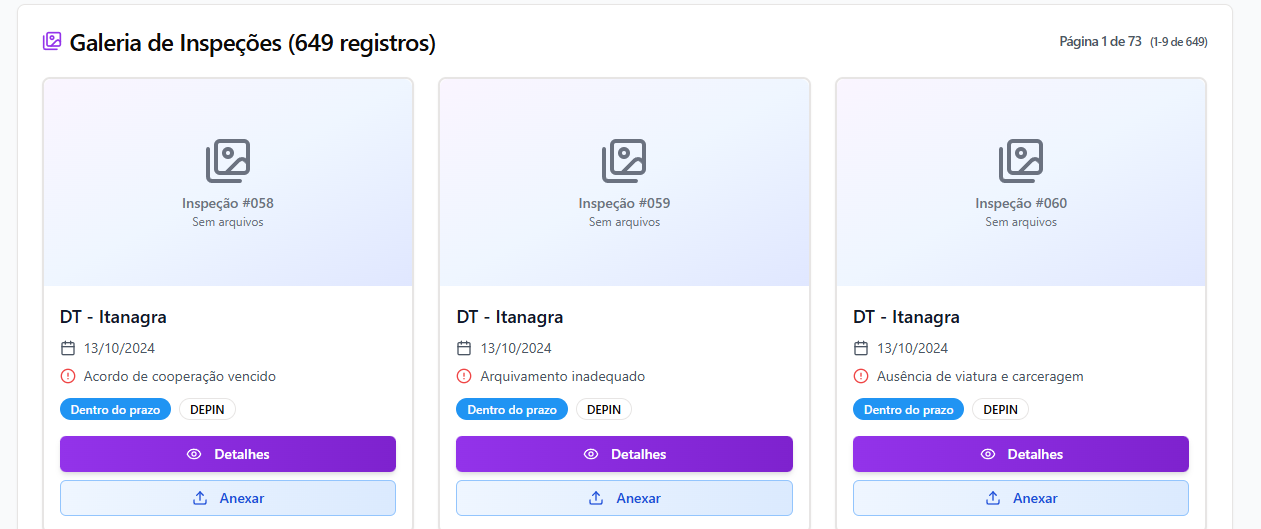 Galeria de Inspeções (649 registros)
Página 1 de 73 (1-9 de 649)
Inspeção #058
Sem arquivos
DT - Itanagra
13/10/2024
Acordo de cooperação vencido
Dentro do prazo
DEPIN
Detalhes
Anexar
Inspeção #059
Sem arquivos
DT - Itanagra
13/10/2024
Arquivamento inadequado
Dentro do prazo
DEPIN
Detalhes
Anexar
Inspeção #060
Sem arquivos
DT - Itanagra
13/10/2024
Ausência de viatura e carceragem
Dentro do prazo
DEPIN
Detalhes
Anexar